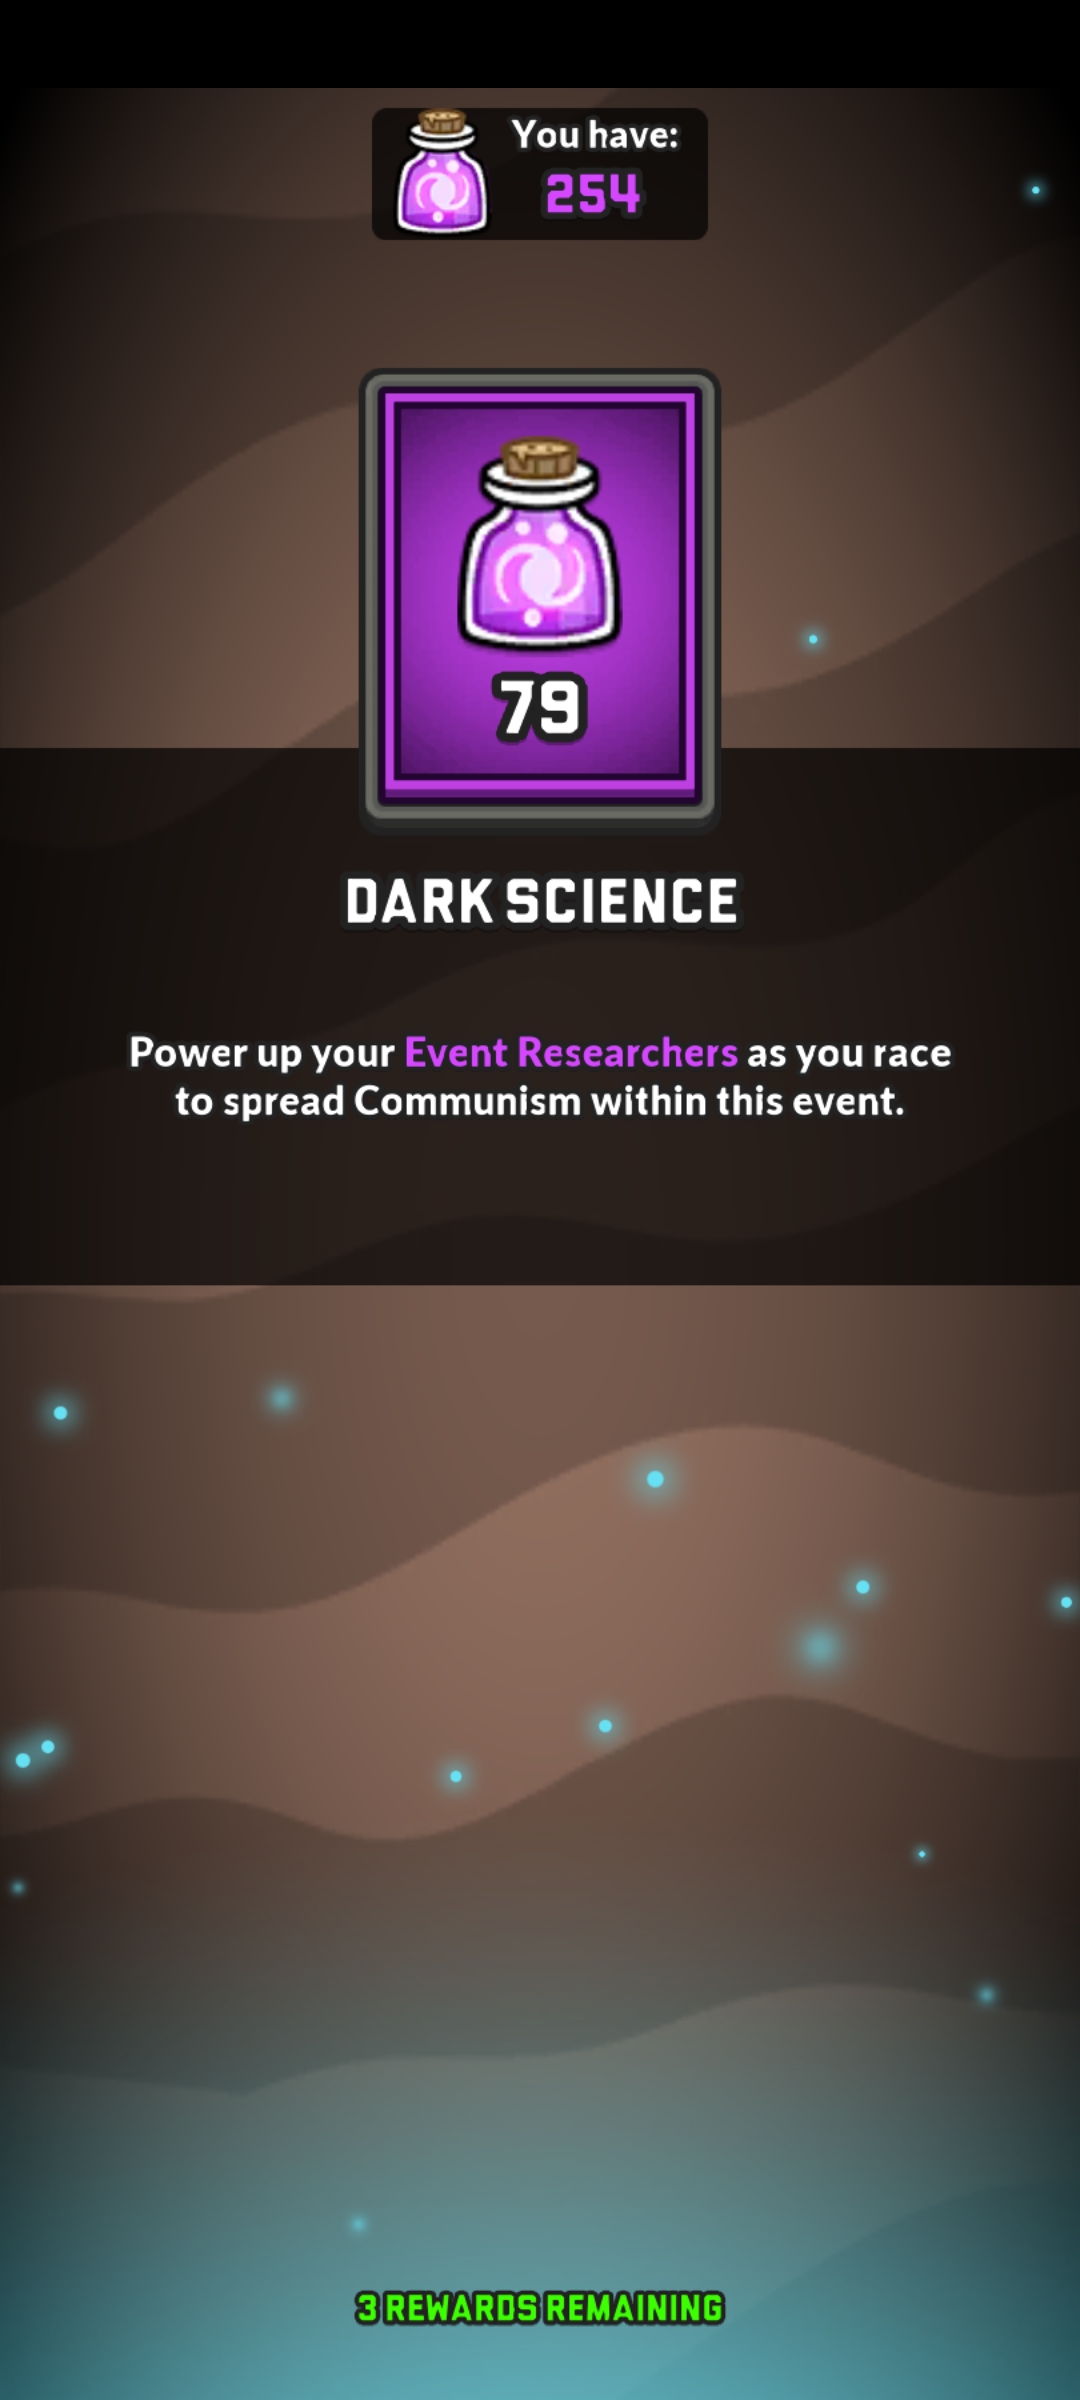 You have:
254
79
DARK SCIENCE
Power up your Event Researchers as you race
to spread Communism within this event.
3 REWARDS REMAINING